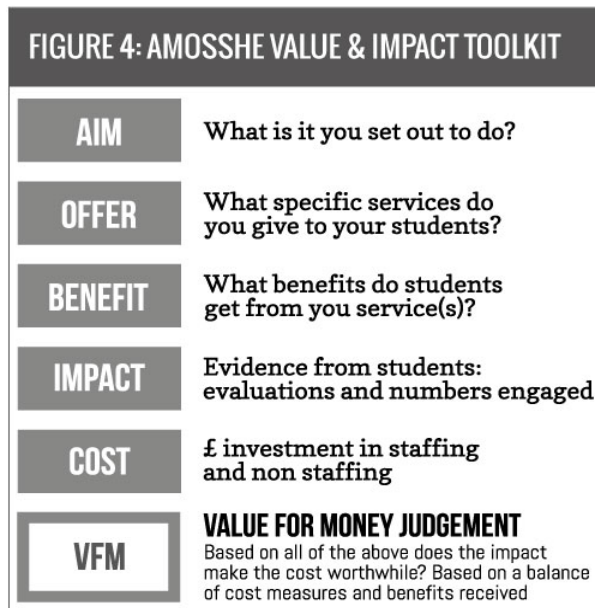 FIGURE 4: AMOSSHE VALUE & IMPACT TOOLKIT
AIM
What is it you set out to do?
OFFER
What specific services do
you give to your students?
BENEFIT
What benefits do students
get from you service(s)?
IMPACT
Evidence from students:
evaluations and numbers engaged
COST
£ investment in staffing
and non staffing
VFM
VALUE FOR MONEY JUDGEMENT
Based on all of the above does the impact
make the cost worthwhile? Based on a balance
of cost measures and benefits received